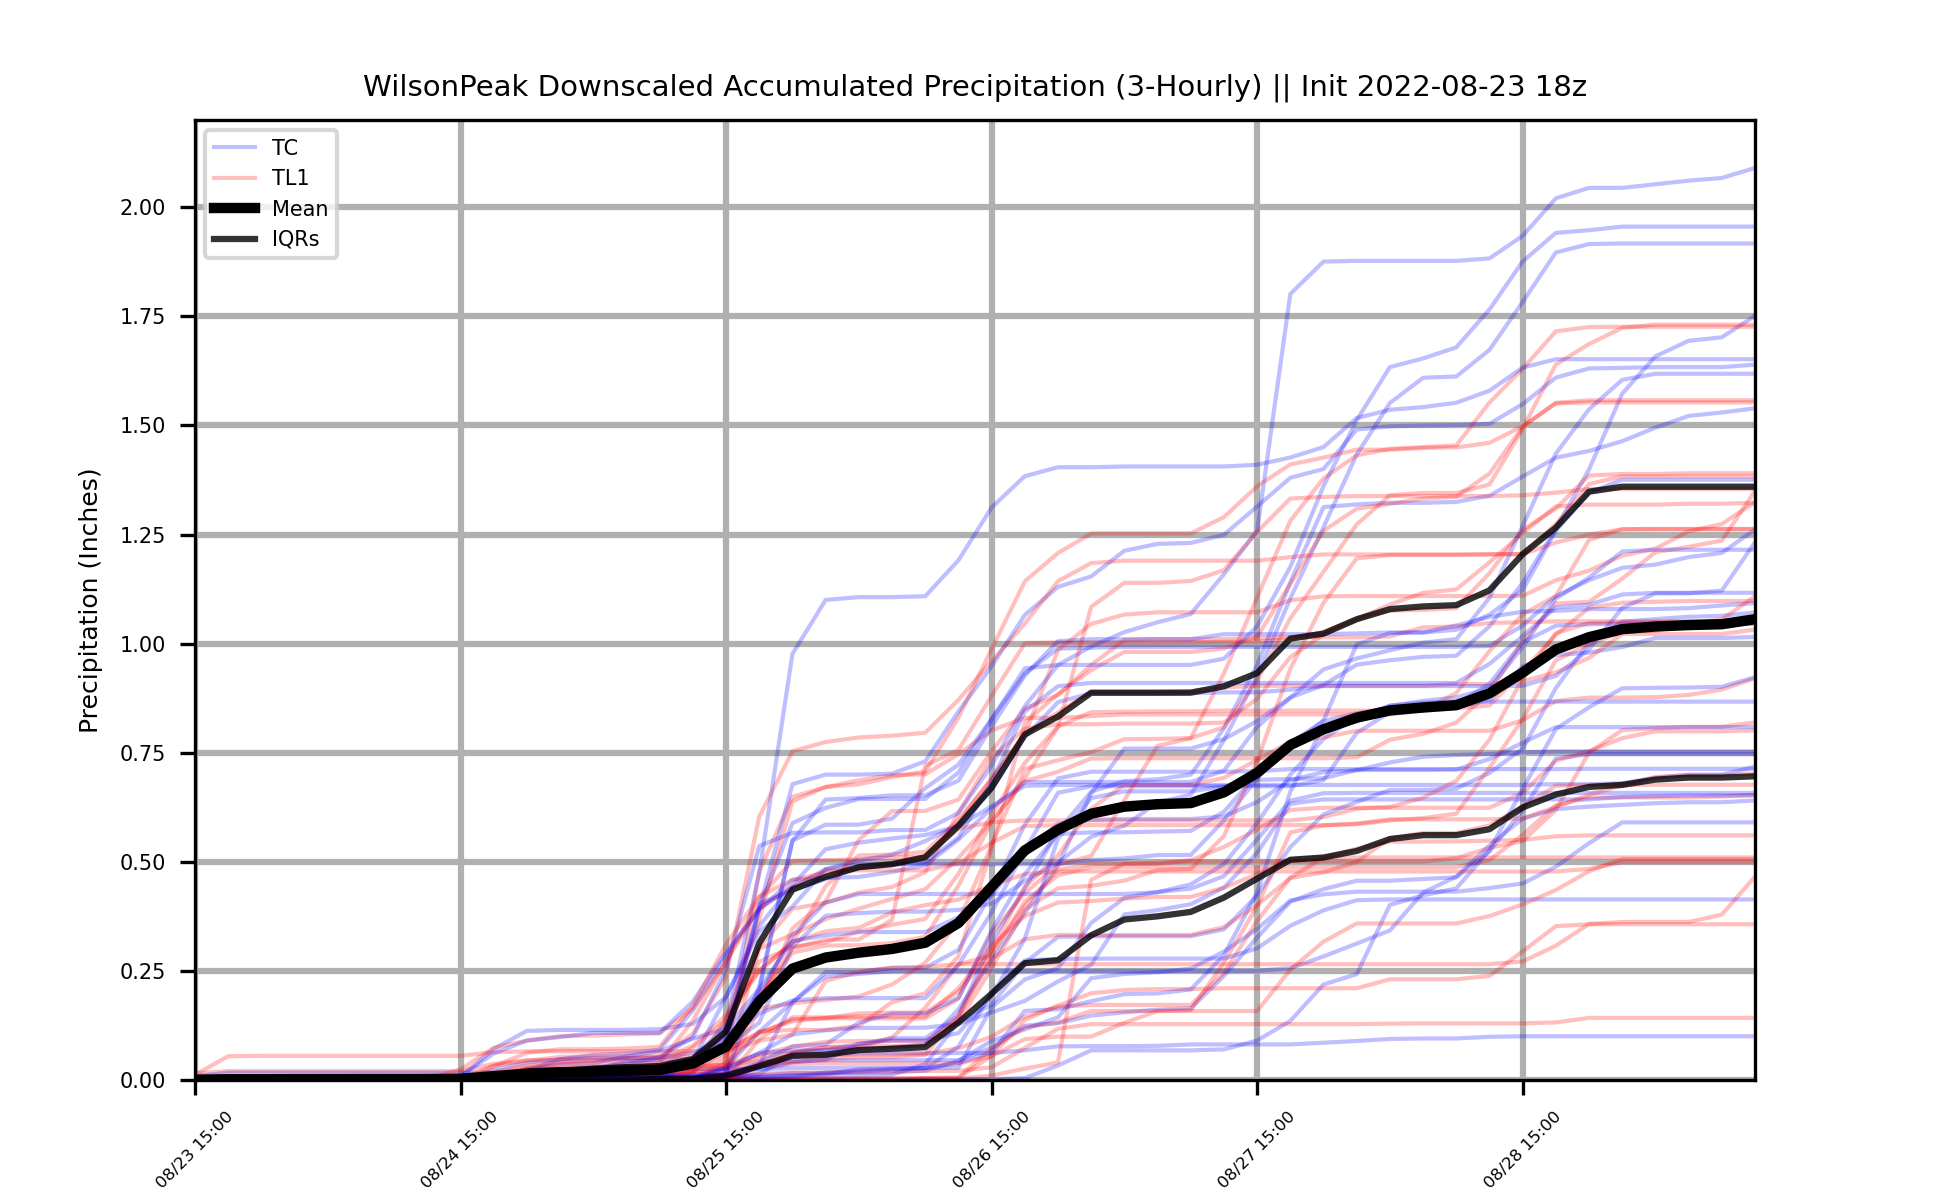 WilsonPeak Downscaled Accumulated Precipitation (3-Hourly) || Init 2022-08-23 18z
TC
TL1
Mean
IQRs
Precipitation (Inches)
2.00
1.75
1.50
1.25
1.00
0.75
0.50
0.25
0.00
08/23 15:00
08/24 15:00
08/25 15:00
08/26 15:00
08/27 15:00
08/28 15:00